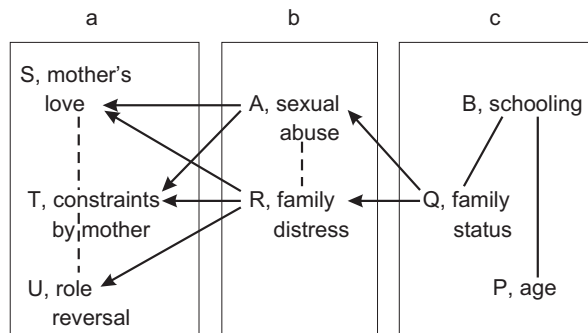 a
b
c
S, mother's
love
T, constraints
by mother
U, role
reversal
A, sexual
abuse
R, family
distress
B, schooling
Q, family
status
P, age